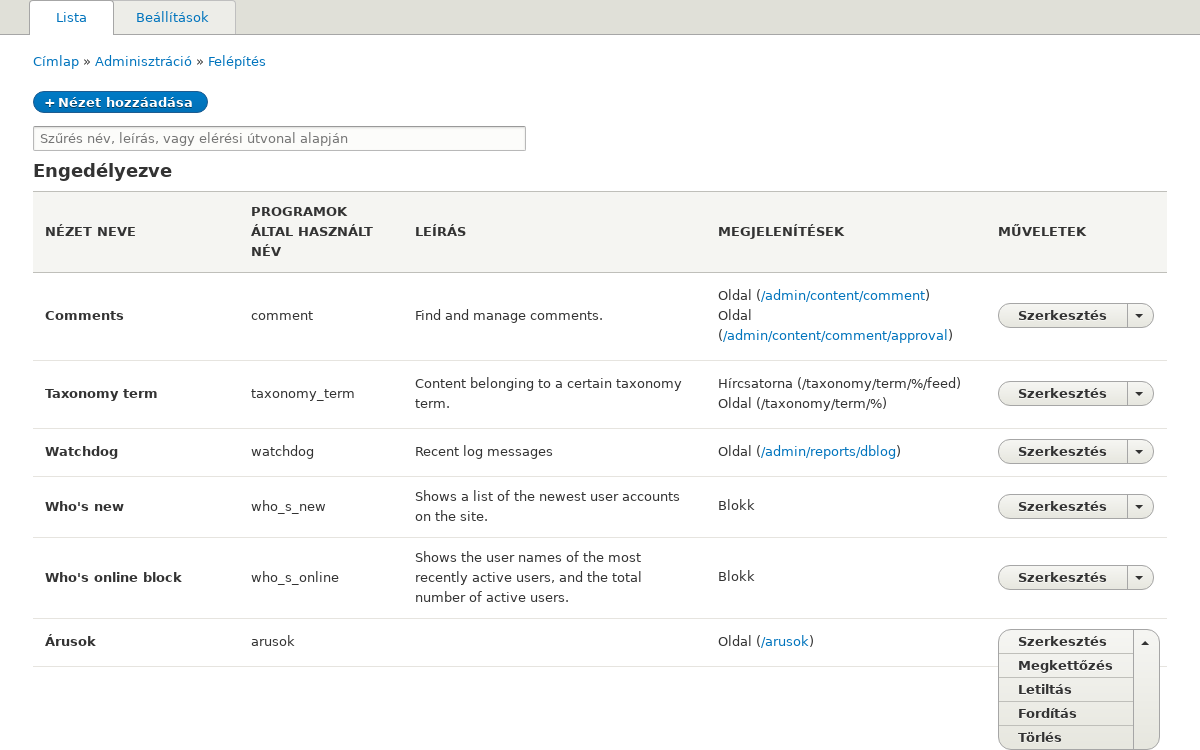 Lista
Beállítások
Címlap » Adminisztráció » Felépítés
+ Nézet hozzáadása
Szűrés név, leírás, vagy elérési útvonal alapján
Engedélyezve
NÉZET NEVE
PROGRAMOK
ÁLTAL HASZNÁLT
NÉV
LEÍRÁS
MEGJELENÍTÉSEK
MŰVELETEK
Comments
comment
Find and manage comments.
Oldal (/admin/content/comment)
Oldal
(/admin/content/comment/approval)
Szerkesztés
Taxonomy term
taxonomy_term
Content belonging to a certain taxonomy
term.
Hírcsatorna (/taxonomy/term/%/feed)
Oldal (/taxonomy/term/%)
Szerkesztés
Watchdog
watchdog
Recent log messages
Oldal (/admin/reports/dblog)
Szerkesztés
Who's new
who_s_new
Shows a list of the newest user accounts
on the site.
Blokk
Szerkesztés
Who's online block
who_s_online
Shows the user names of the most
recently active users, and the total
number of active users.
Blokk
Szerkesztés
Árusok
arusok
Oldal (/arusok)
Szerkesztés
Megkettőzés
Letiltás
Fordítás
Törlés